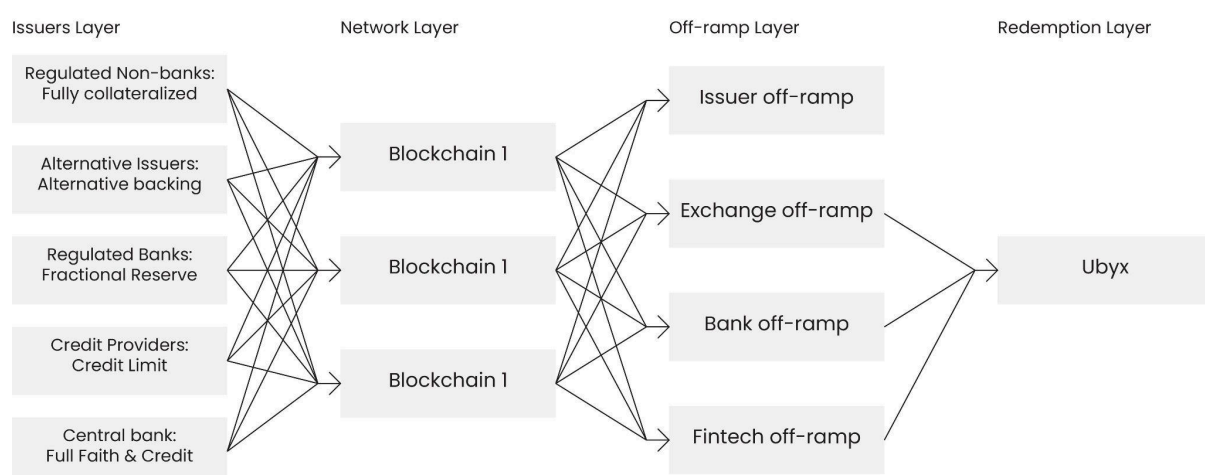 Issuers Layer
Network Layer
Off-ramp Layer
Redemption Layer
Regulated Non-banks:
Fully collateralized
Alternative Issuers:
Alternative backing
Regulated Banks:
Fractional Reserve
Credit Providers:
Credit Limit
Central bank:
Full Faith & Credit
Blockchain 1
Blockchain 1
Blockchain 1
Issuer off-ramp
Exchange off-ramp
Bank off-ramp
Fintech off-ramp
Ubyx